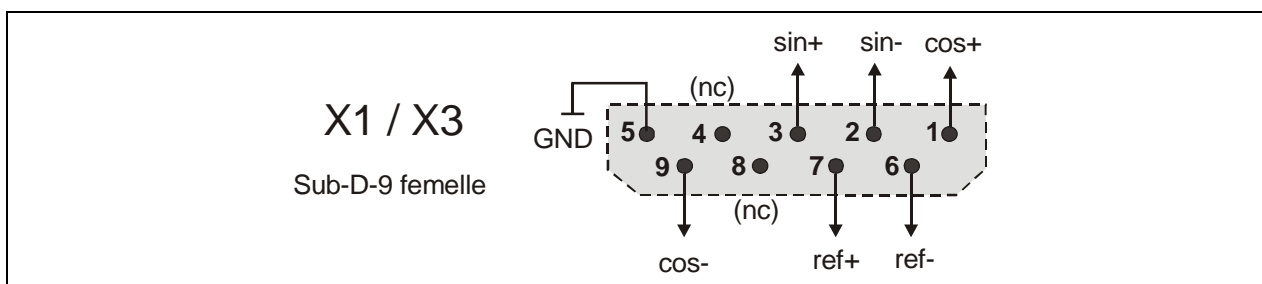 sin+ sin- cos+
(nc)
X1 / X3
GND
5 4 3 2 1
Sub-D-9 femelle
9 8 7 6
(nc)
cos- ref+ ref-